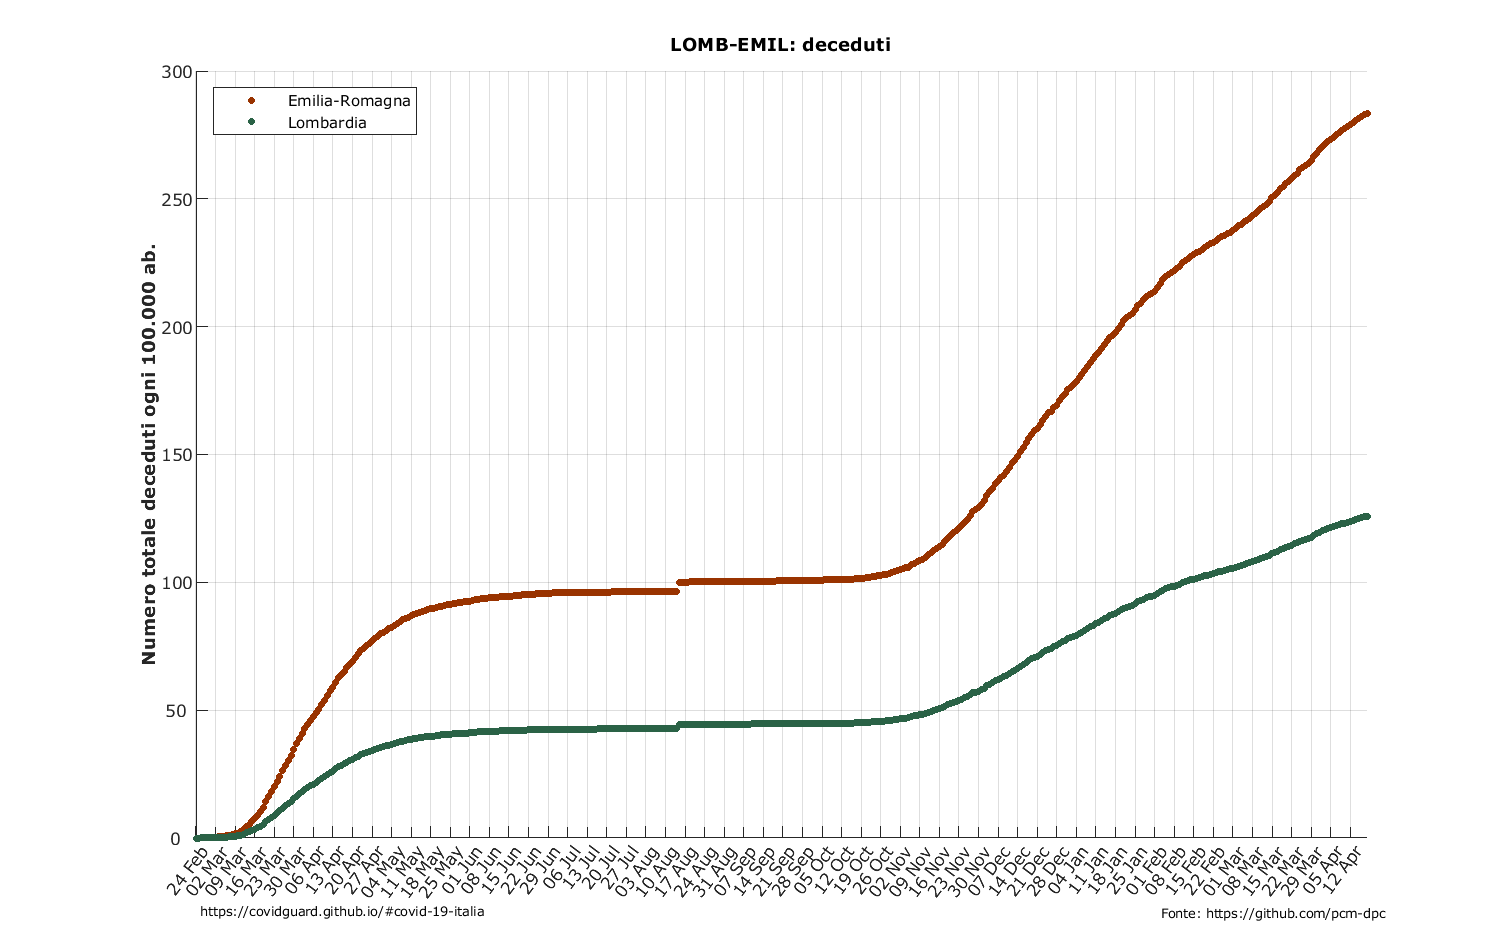 LOMB-EMIL: deceduti
Numero totale deceduti ogni 100.000 ab.
300
250
200
150
100
50
0
Emilia-Romagna
Lombardia
24 Feb
02 Mar
09 Mar
16 Mar
23 Mar
30 Mar
06 Apr
13 Apr
20 Apr
27 Apr
04 May
11 May
18 May
25 May
01 Jun
08 Jun
15 Jun
22 Jun
29 Jun
06 Jul
13 Jul
20 Jul
27 Jul
03 Aug
10 Aug
17 Aug
24 Aug
31 Aug
07 Sep
14 Sep
21 Sep
28 Sep
05 Oct
12 Oct
19 Oct
26 Oct
02 Nov
09 Nov
16 Nov
23 Nov
30 Nov
07 Dec
14 Dec
21 Dec
28 Dec
04 Jan
11 Jan
18 Jan
25 Jan
01 Feb
08 Feb
15 Feb
22 Feb
01 Mar
08 Mar
15 Mar
22 Mar
29 Mar
05 Apr
12 Apr
https://covidguard.github.io/#covid-19-italia
Fonte: https://github.com/pcm-dpc